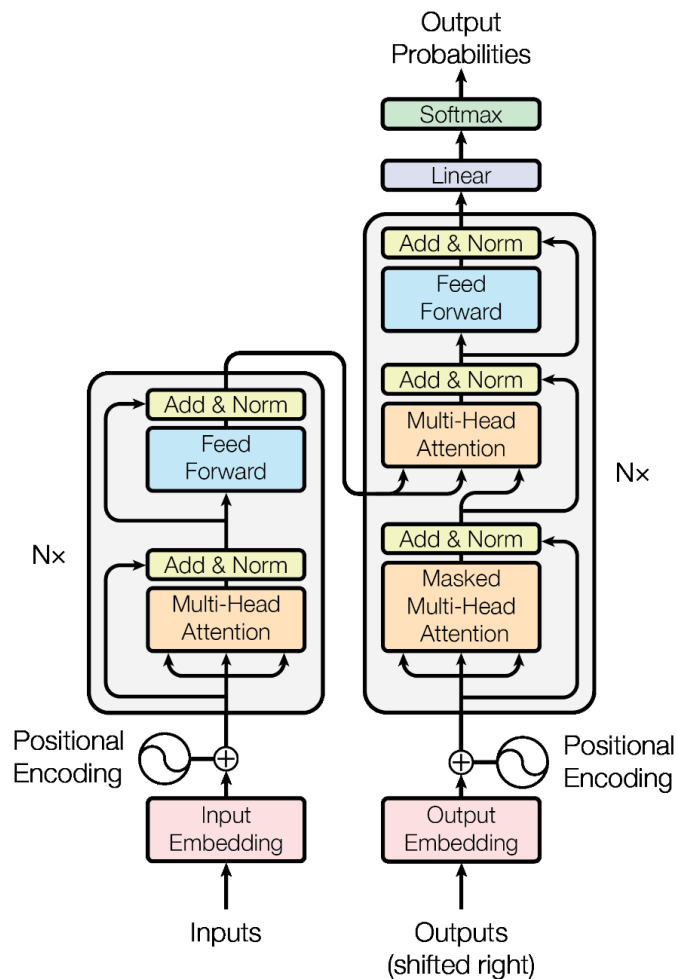 Output
Probabilities
Softmax
Linear
Add & Norm
Feed
Forward
Add & Norm
Multi-Head
Attention
Add & Norm
Masked
Multi-Head
Attention
Nx
Add & Norm
Feed
Forward
Add & Norm
Multi-Head
Attention
Nx
Positional
Encoding
Positional
Encoding
Input
Embedding
Output
Embedding
Inputs
Outputs
(shifted right)